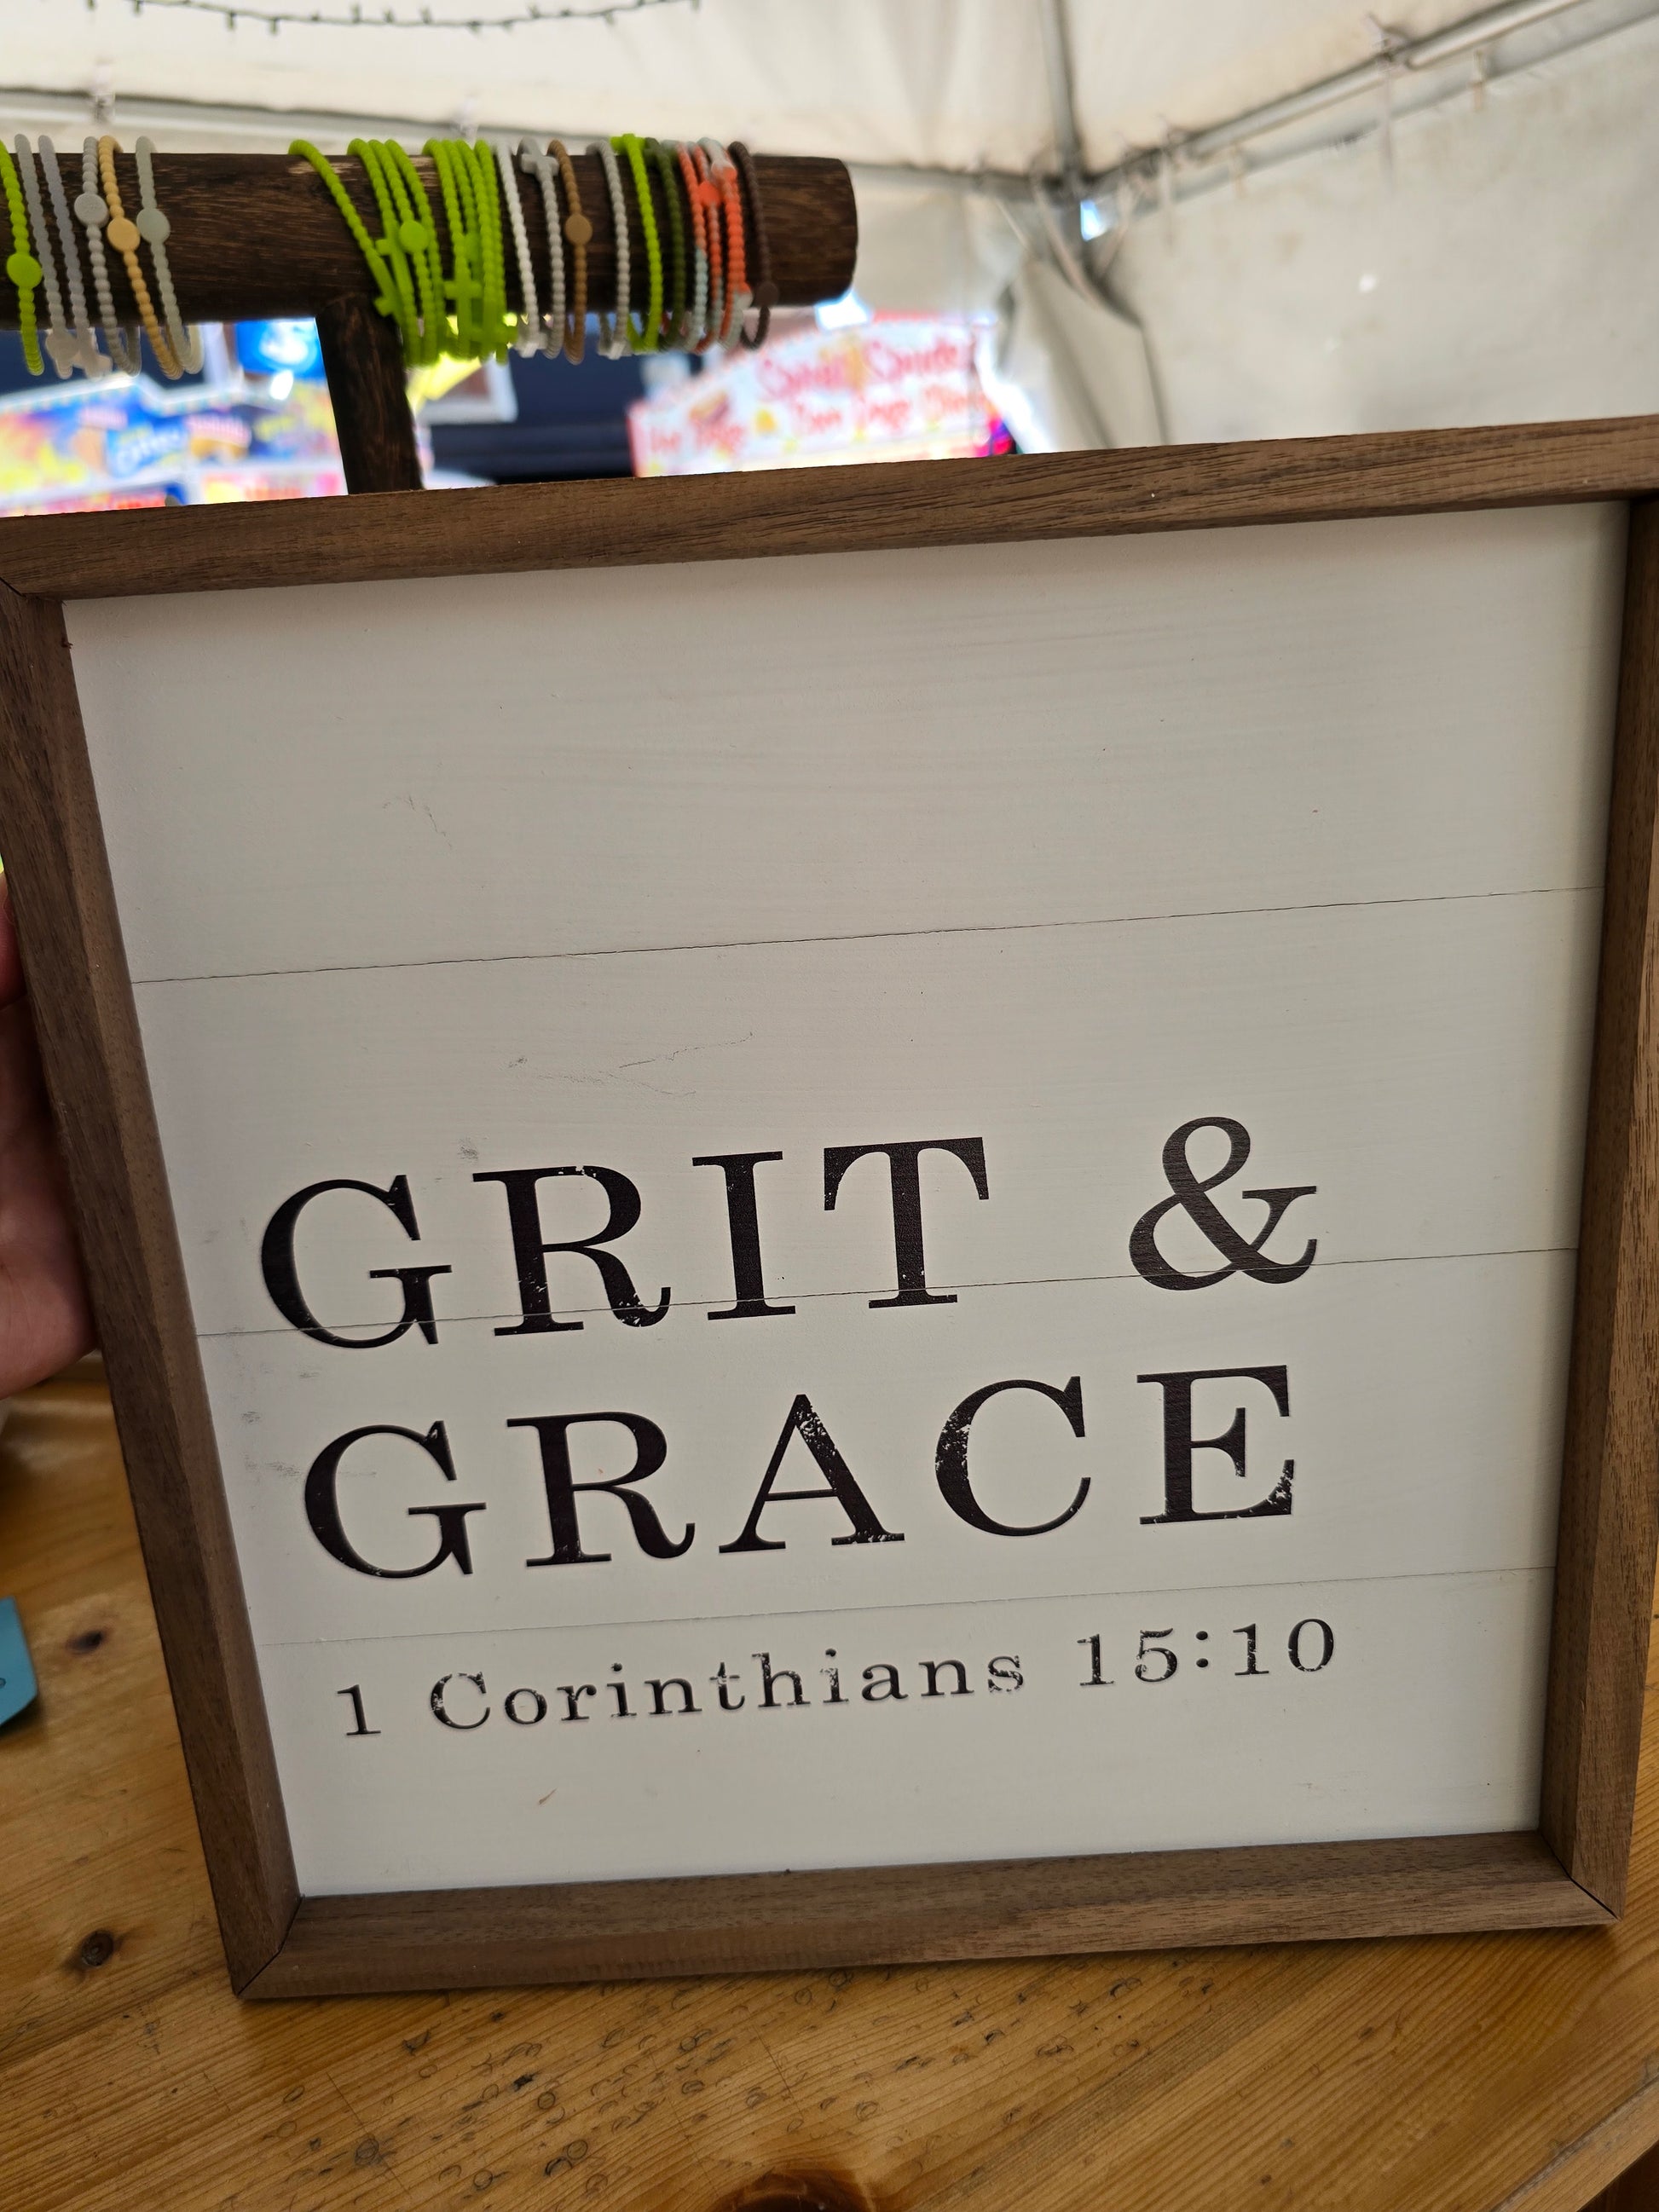 GRIT &
GRACE
1 Corinthians 15:10